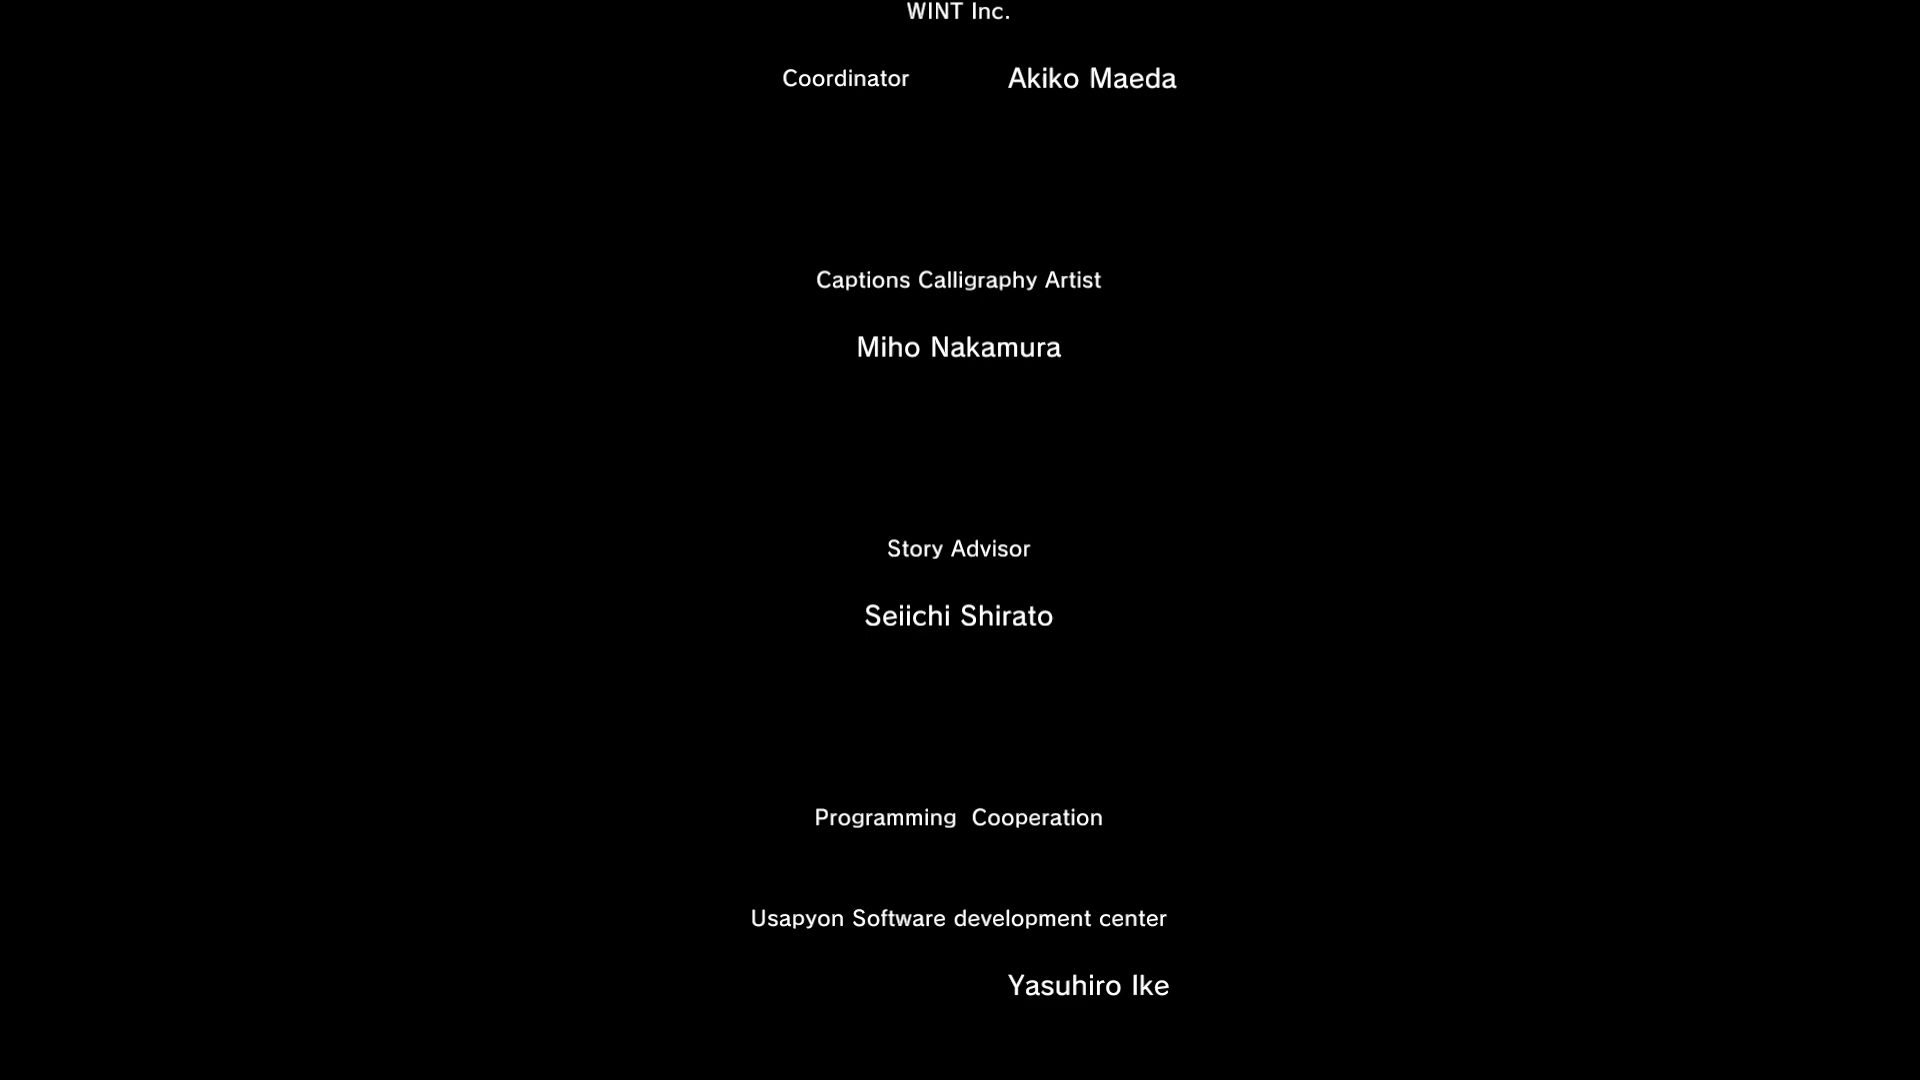 WINT Inc.
Coordinator Akiko Maeda
Captions Calligraphy Artist
Miho Nakamura
Story Advisor
Seiichi Shirato
Programming  Cooperation
Usapyon Software development center
Yasuhiro Ike